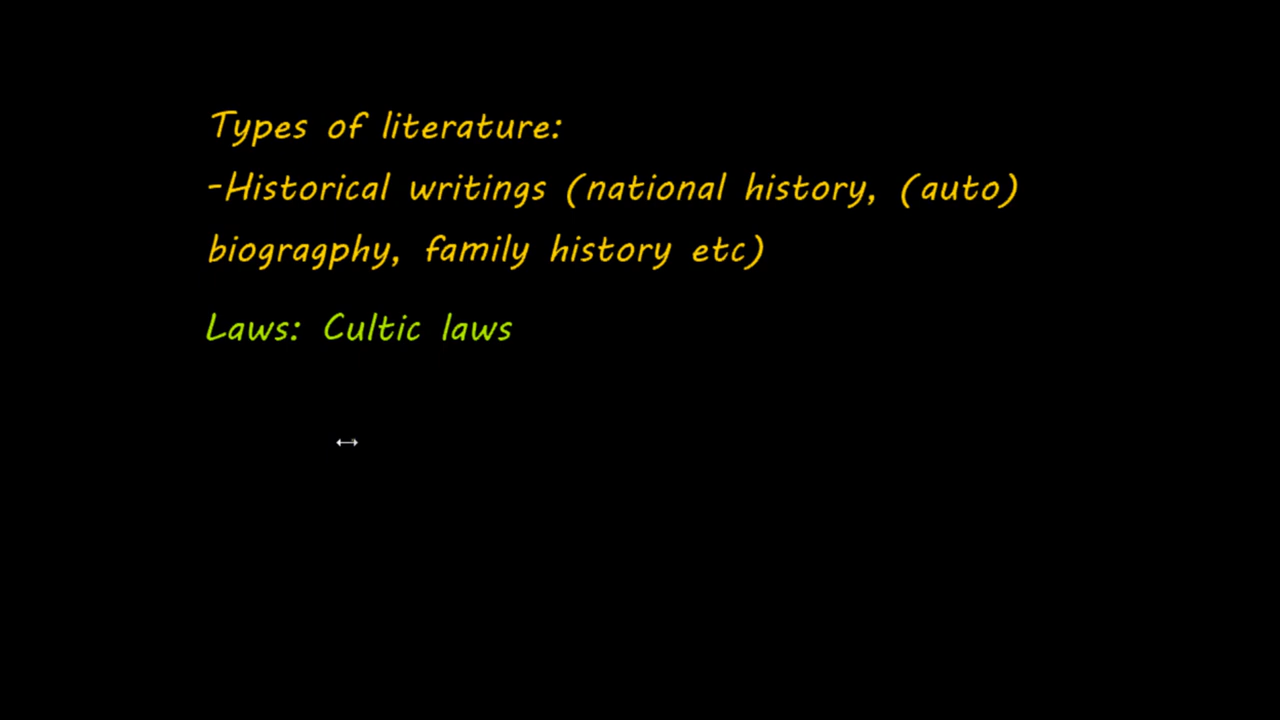 Types of literature:
-Historical writings (national history, (auto)
biogragphy, family history etc)
Laws: Cultic laws